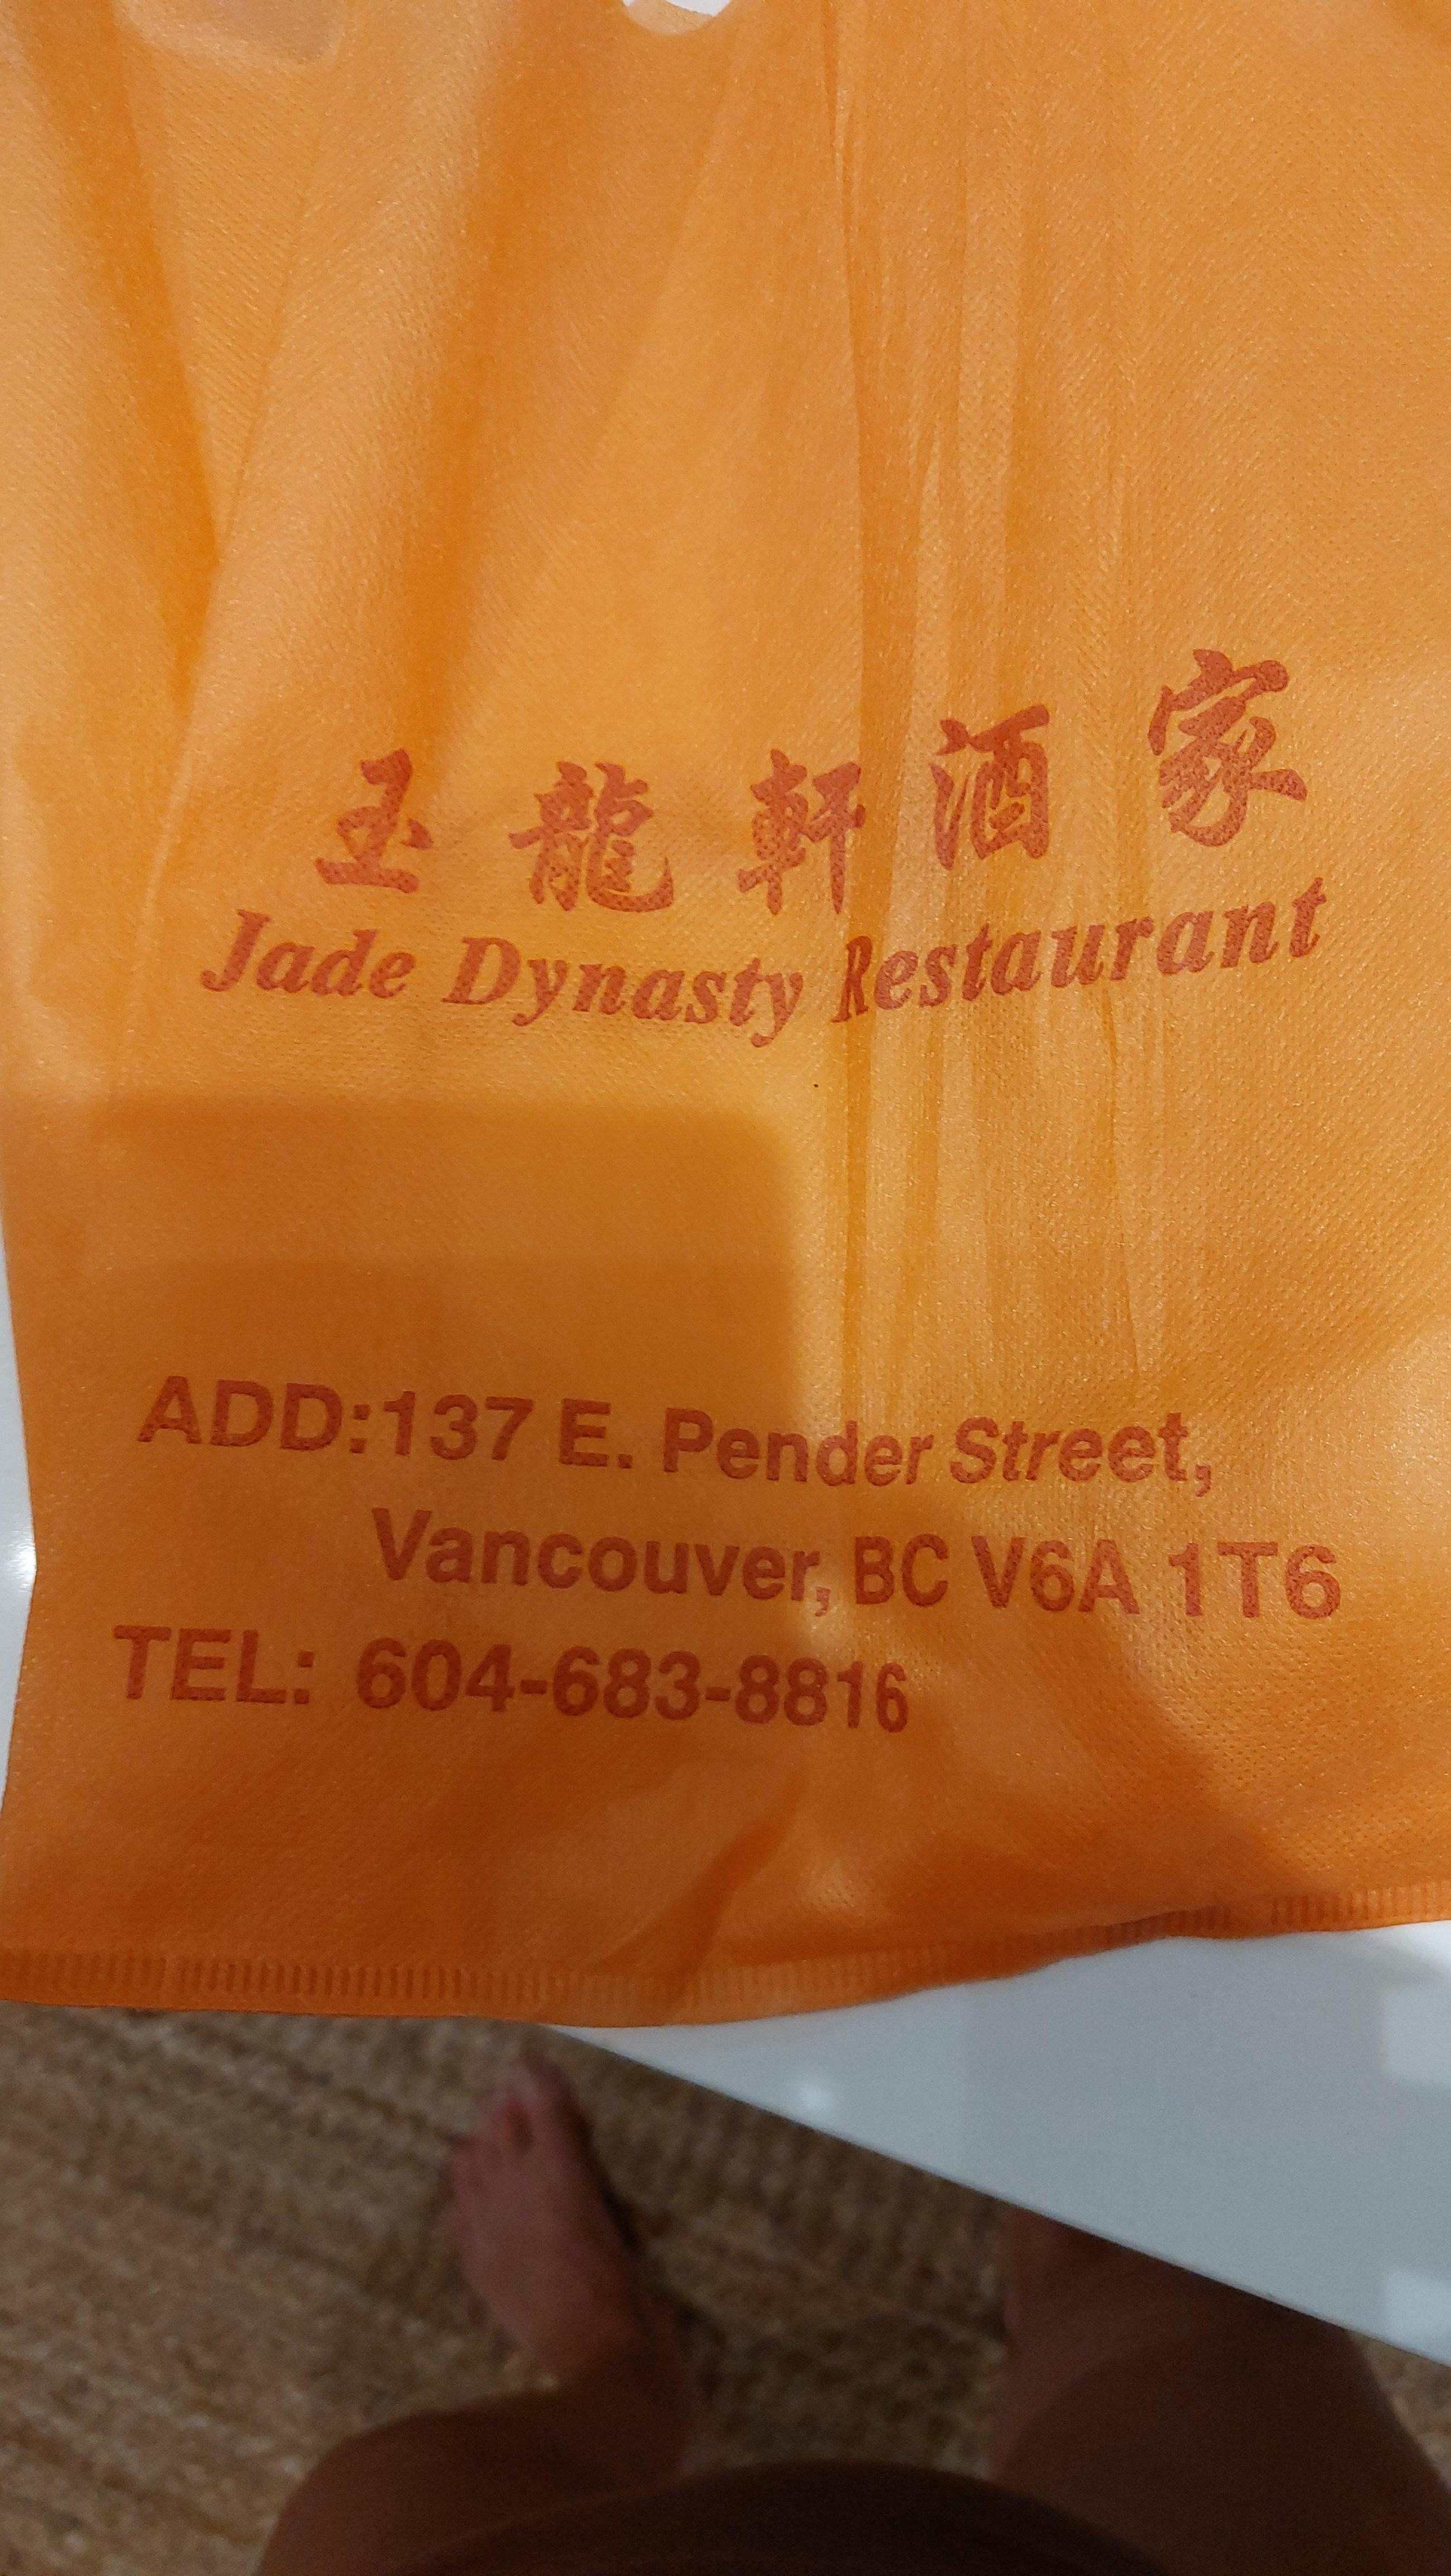 玉龍軒酒家
Jade Dynasty Restaurant
ADD:137 E. Pender Street,
Vancouver, BC V6A 1T6
TEL: 604-683-8816